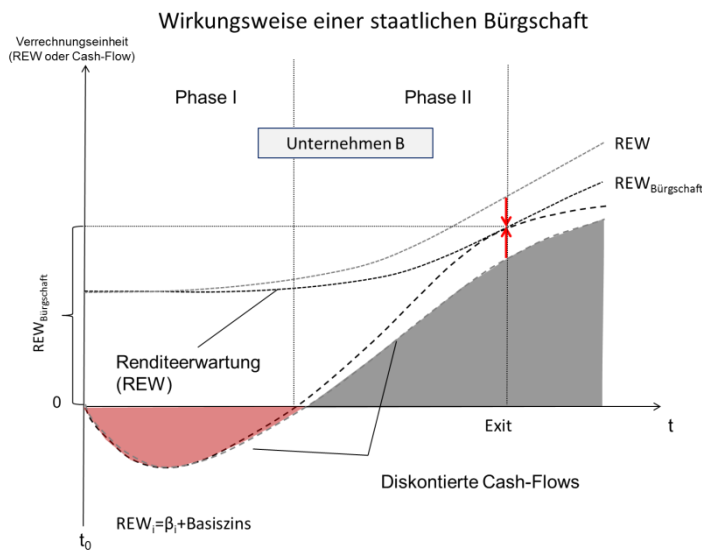 Wirkungsweise einer staatlichen Bürgschaft
Verrechnungseinheit
(REW oder Cash-Flow)
Phase I
Phase II
Unternehmen B
REW
REWBürgschaft
REWBürgschaft
Renditeerwartung
(REW)
0
Exit
t
Diskontierte Cash-Flows
REWi=βi+Basiszins
t0